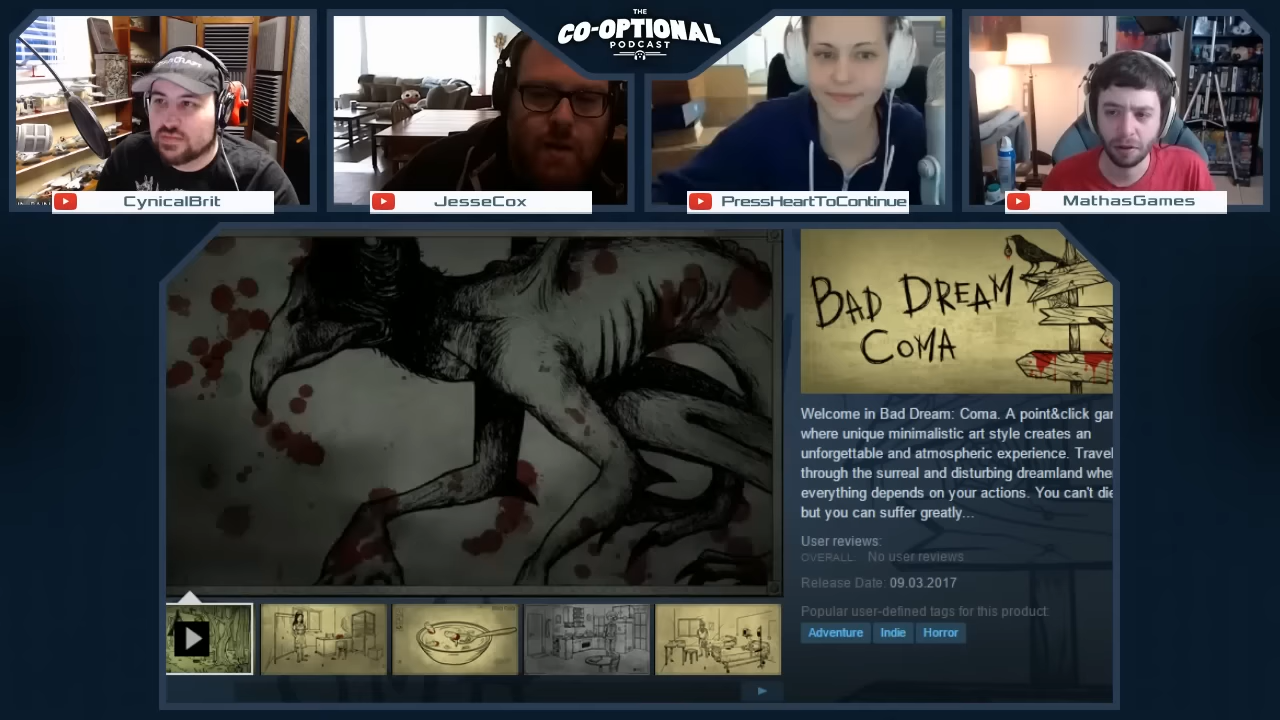 THE
CO-OPTIONAL
PODCAST
CynicalBrit
JesseCox
PressHeartToContinue
MathasGames
BAD DREAM
COMA
Welcome in Bad Dream: Coma. A point&click
where unique minimalistic art style creates an
unforgettable and atmospheric experience. Travel
through the surreal and disturbing dreamland
everything depends on your actions. You can't die
but you can suffer greatly...
User reviews:
OVERALL: No user reviews
Release Date: 09.03.2017
Popular user-defined tags for this product:
Adventure Indie Horror